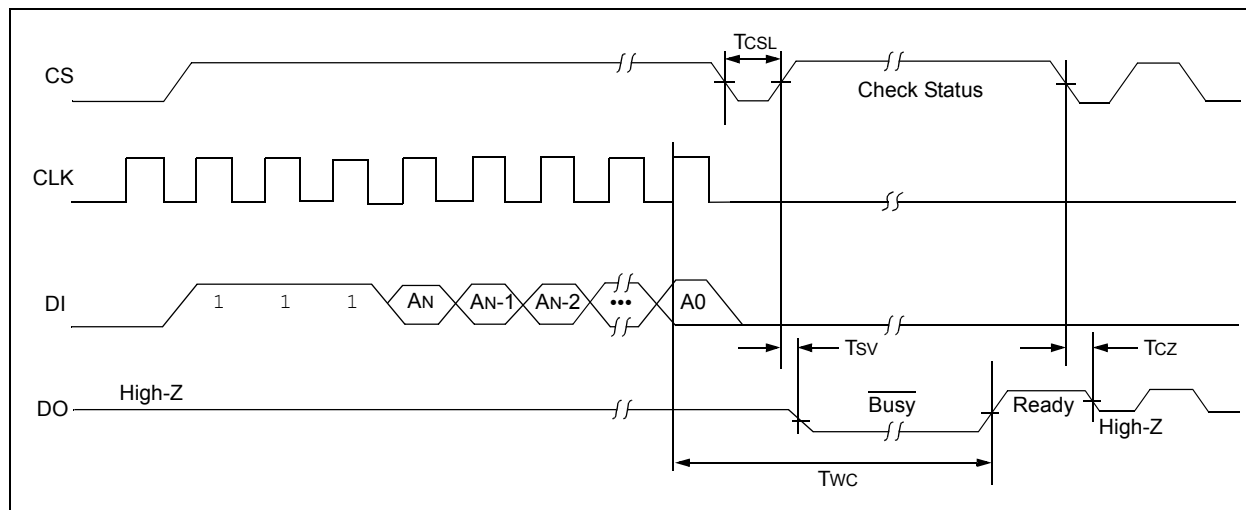 TCSL
CS
Check Status
CLK
DI
1 1 1 AN AN-1 AN-2 ••• A0
TSV
TCZ
High-Z
DO
Busy
Ready
High-Z
TWC